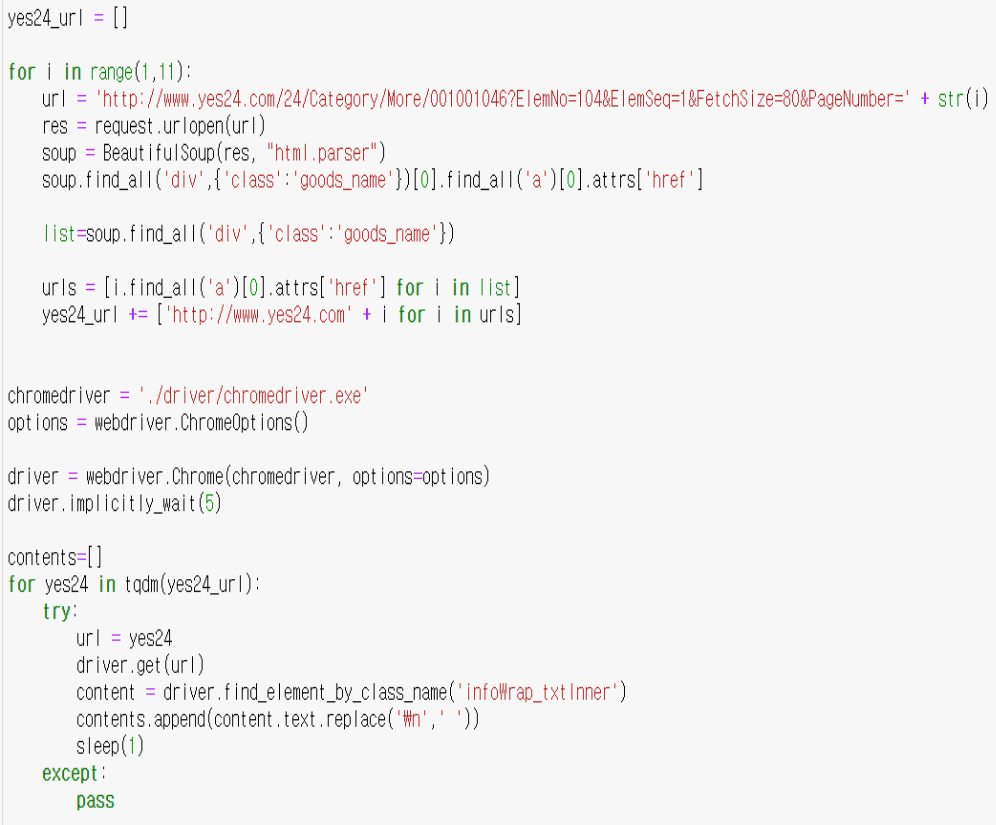 yes24_url = []
for i in range(1,11):
    url = 'http://www.yes24.com/24/Category/More/001001046?ElemNo=104&ElemSeq=1&FetchSize=80&PageNumber=' + str(i)
    res = request.urlopen(url)
    soup = BeautifulSoup(res, "html.parser")
    soup.find_all('div',{'class':'goods_name'})[0].find_all('a')[0].attrs['href']
    list=soup.find_all('div',{'class':'goods_name'})
    urls = [i.find_all('a')[0].attrs['href'] for i in list]
    yes24_url += ['http://www.yes24.com' + i for i in urls]
chromedriver = './driver/chromedriver.exe'
options = webdriver.ChromeOptions()
driver = webdriver.Chrome(chromedriver, options=options)
driver.implicitly_wait(5)
contents=[]
for yes24 in tqdm(yes24_url):
    try:
        url = yes24
        driver.get(url)
        content = driver.find_element_by_class_name('infoWrap_txtInner')
        contents.append(content.text.replace('₩n',' '))
        sleep(1)
    except:
        pass